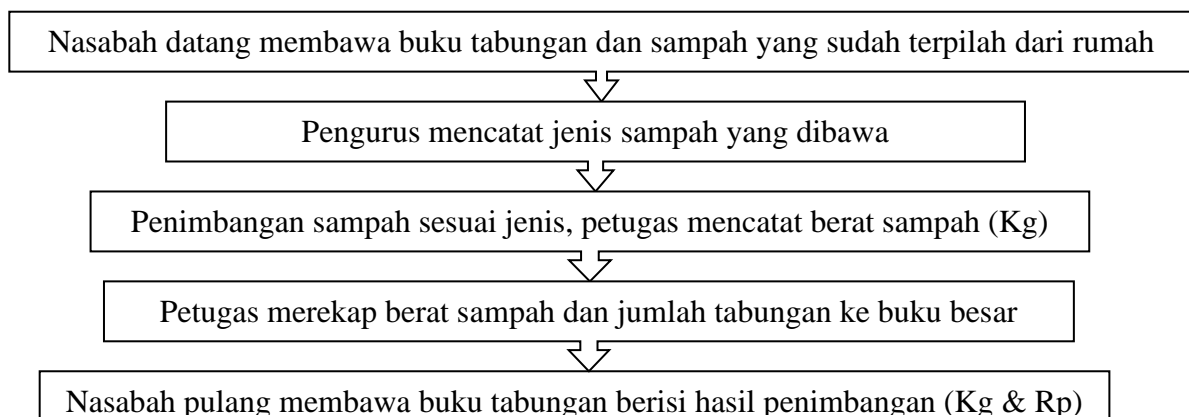 Nasabah datang membawa buku tabungan dan sampah yang sudah terpilah dari rumah
Pengurus mencatat jenis sampah yang dibawa
Penimbangan sampah sesuai jenis, petugas mencatat berat sampah (Kg)
Petugas merekap berat sampah dan jumlah tabungan ke buku besar
Nasabah pulang membawa buku tabungan berisi hasil penimbangan (Kg & Rp)